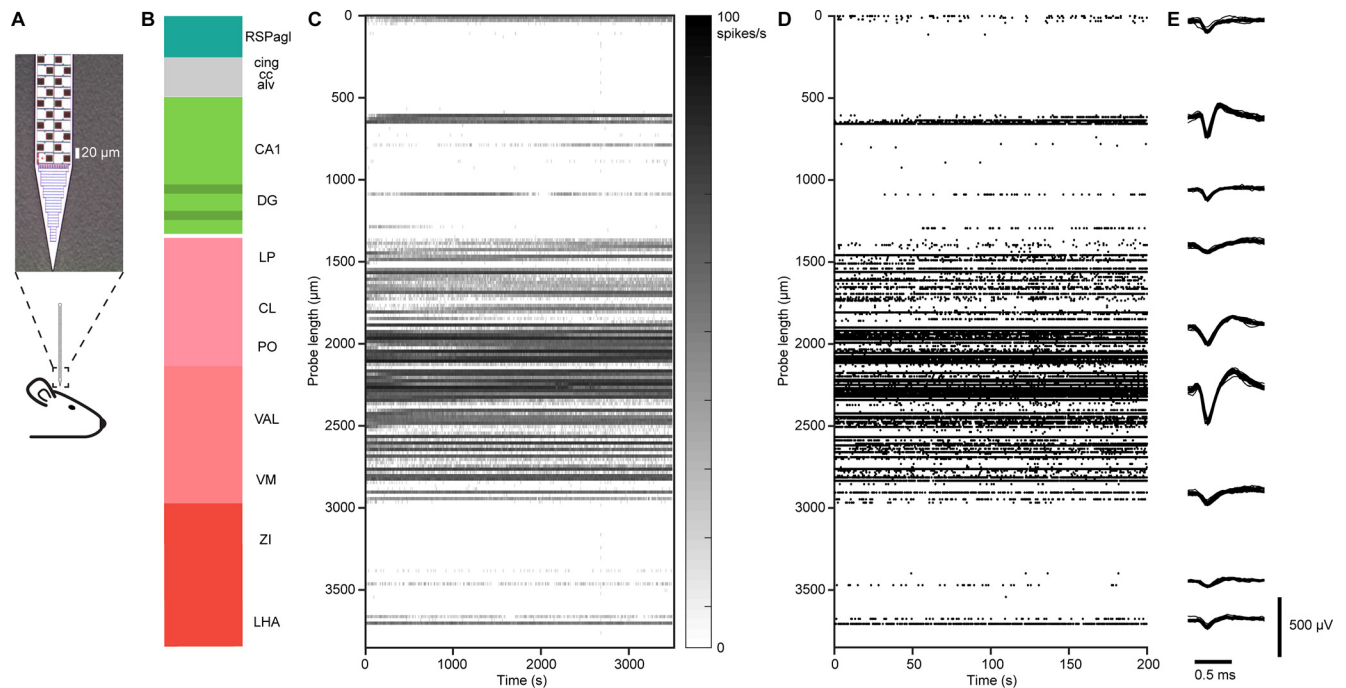 A
20 µm
B
RSPagl
cing
cc
alv
CA1
DG
LP
CL
PO
VAL
VM
ZI
LHA
C
Probe length (µm)
0
500
1000
1500
2000
2500
3000
3500
0 1000 2000 3000
Time (s)
100
spikes/s
0
D
Probe length (µm)
0
500
1000
1500
2000
2500
3000
3500
0 50 100 150 200
Time (s)
E
500 µV
0.5 ms